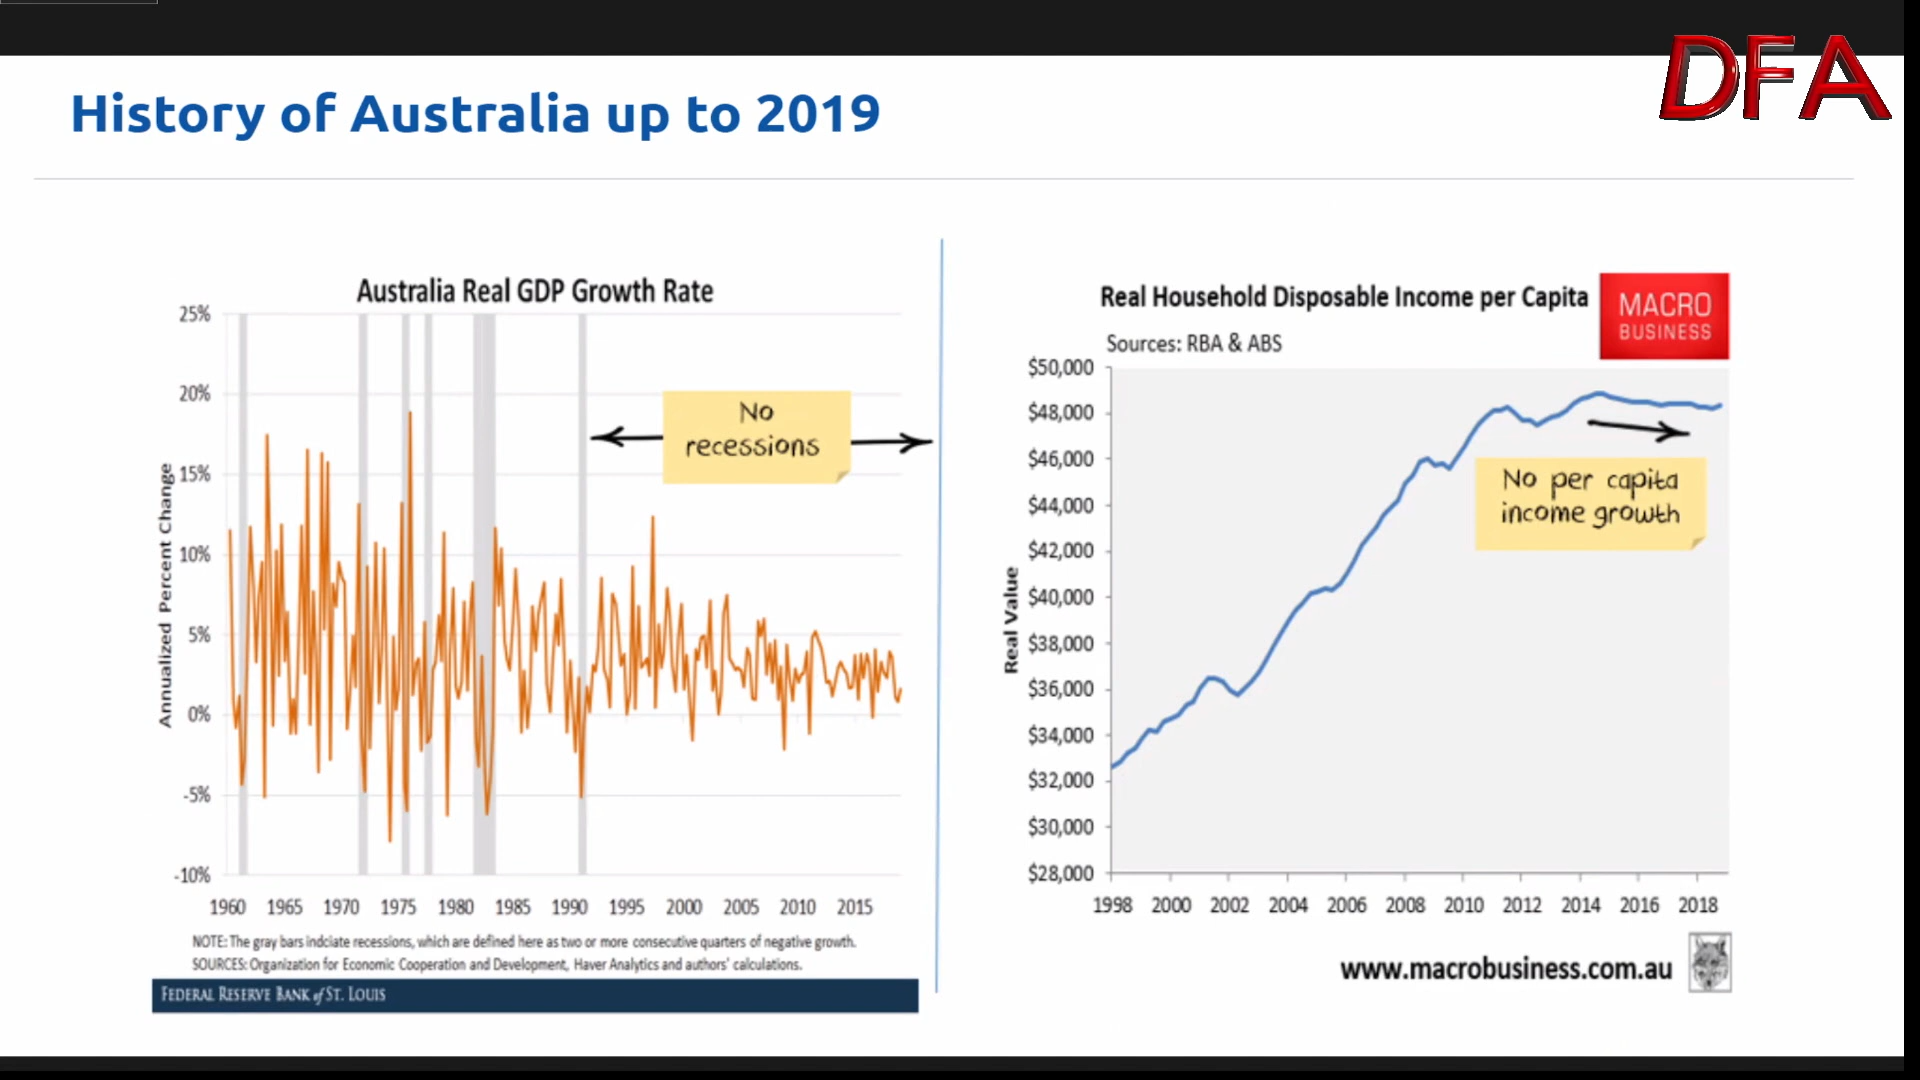 DFA
History of Australia up to 2019
Australia Real GDP Growth Rate
25%
20%
15%
10%
5%
0%
-5%
-10%
Annualized Percent Change
No
recessions
1960 1965 1970 1975 1980 1985 1990 1995 2000 2005 2010 2015
NOTE: The gray bars indciate recessions, which are defined here as two or more consecutive quarters of negative growth.
SOURCES: Organization for Economic Cooperation and Development, Haver Analytics and authors' calculations.
FEDERAL RESERVE BANK of ST. LOUIS
Real Household Disposable Income per Capita
MACRO
BUSINESS
Sources: RBA & ABS
$50,000
$48,000
$46,000
$44,000
$42,000
$40,000
$38,000
$36,000
$34,000
$32,000
$30,000
$28,000
Real Value
No per capita
income growth
1998 2000 2002 2004 2006 2008 2010 2012 2014 2016 2018
www.macrobusiness.com.au